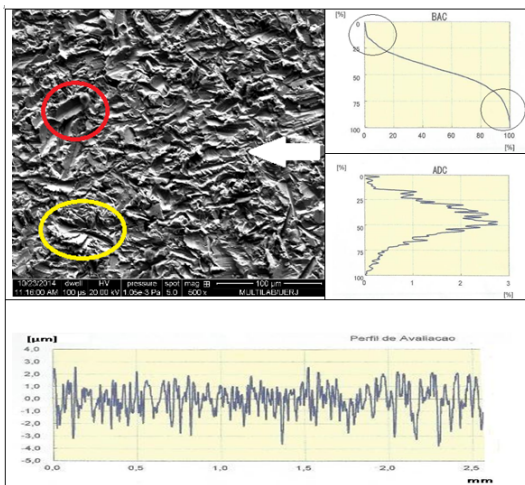 10/23/2014 dwell HV pressure spot mag ⊞ 100 µm
11:16:00 AM 100 µs 20.00 kV 1.05e-3 Pa 5.0 500 x MULTILAB/UERJ
[%] BAC
0
25
50
75
100
0 20 40 60 80 100
[%]
[%] ADC
0
25
50
75
100
0 1 2 3
[%]
[µm] Perfil de Avaliacao
4,0
3,0
2,0
1,0
0,0
-1,0
-2,0
-3,0
-4,0
-5,0
0,0 0,5 1,0 1,5 2,0 2,5
mm